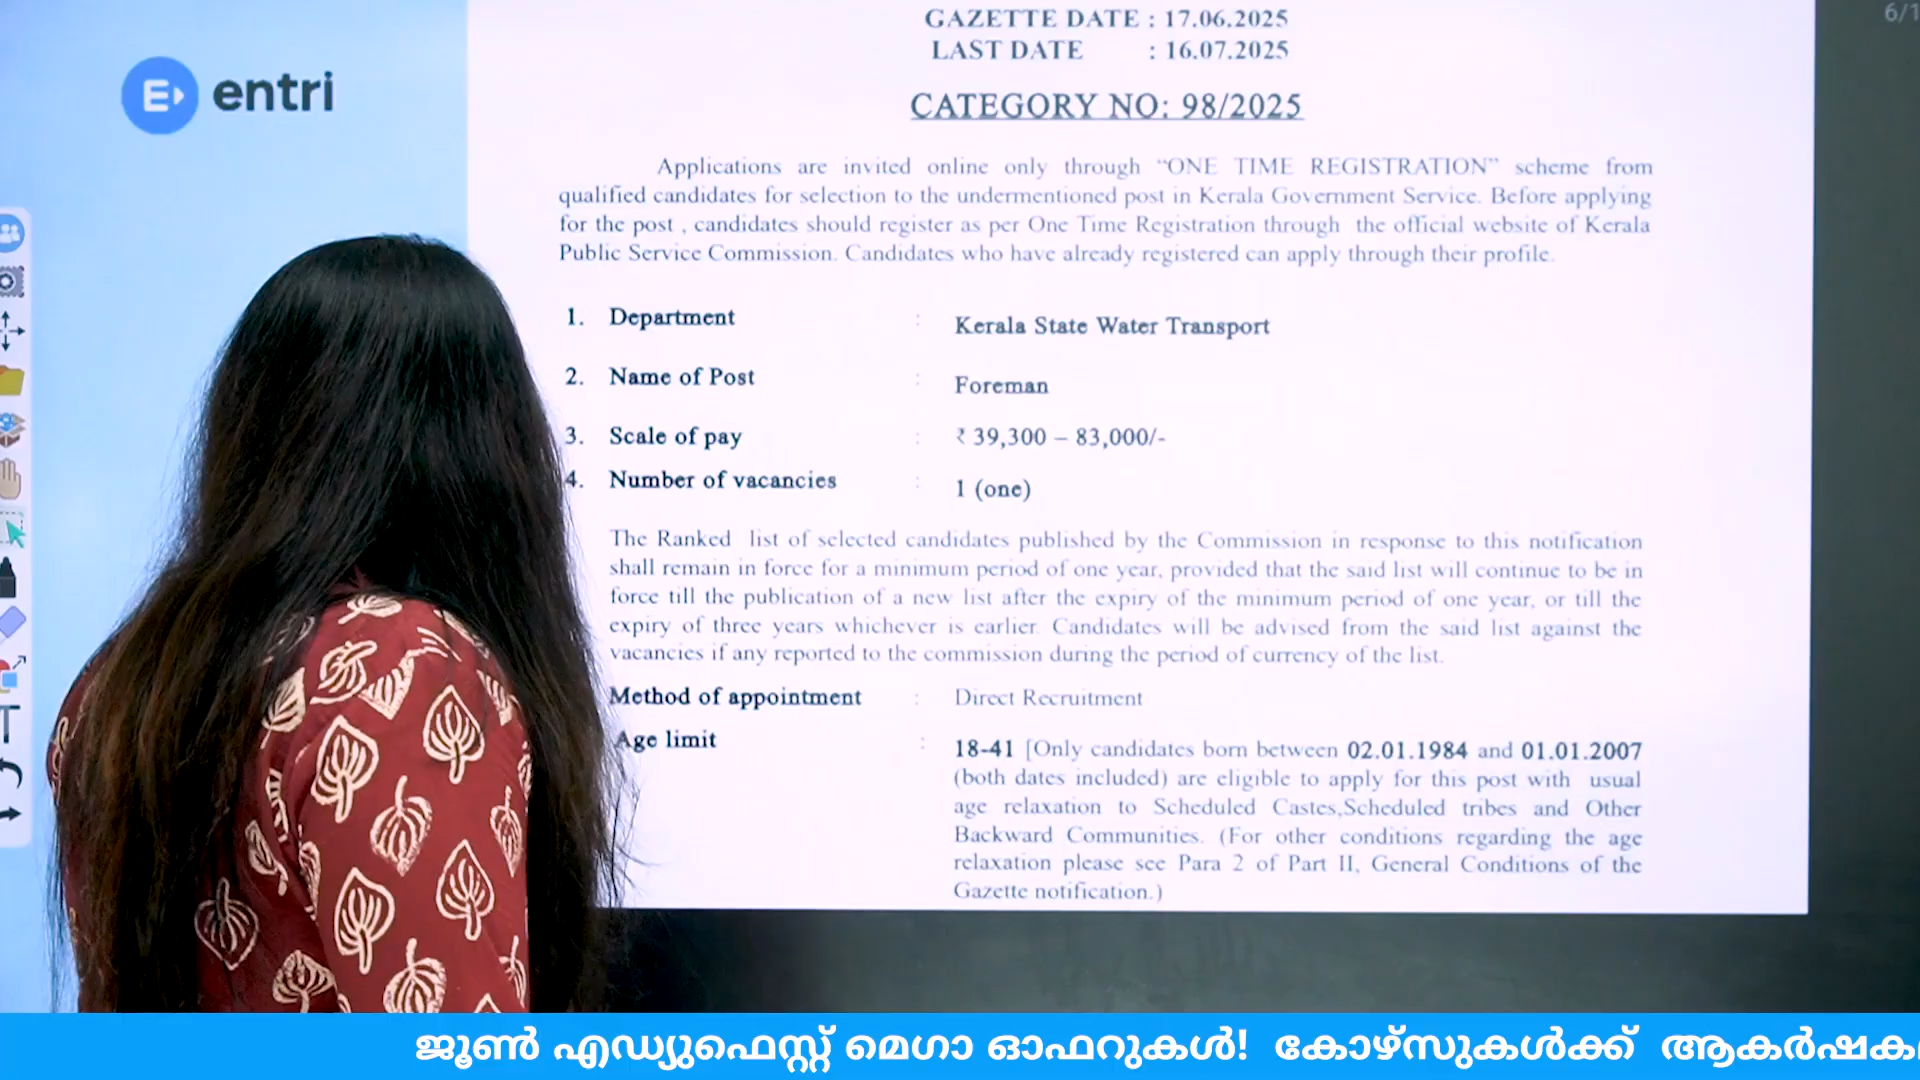 GAZETTE DATE : 17.06.2025
6/1
LAST DATE : 16.07.2025
entri
CATEGORY NO: 98/2025
Applications are invited online only through “ONE TIME REGISTRATION” scheme from
qualified candidates for selection to the undermentioned post in Kerala Government Service. Before applying
for the post , candidates should register as per One Time Registration through the official website of Kerala
Public Service Commission. Candidates who have already registered can apply through their profile.
1. Department : Kerala State Water Transport
2. Name of Post : Foreman
3. Scale of pay : ₹ 39,300 – 83,000/-
4. Number of vacancies : 1 (one)
The Ranked list of selected candidates published by the Commission in response to this notification
shall remain in force for a minimum period of one year, provided that the said list will continue to be in
force till the publication of a new list after the expiry of the minimum period of one year, or till the
expiry of three years whichever is earlier. Candidates will be advised from the said list against the
vacancies if any reported to the commission during the period of currency of the list.
Method of appointment : Direct Recruitment
Age limit : 18-41 [Only candidates born between 02.01.1984 and 01.01.2007
(both dates included) are eligible to apply for this post with usual
age relaxation to Scheduled Castes,Scheduled tribes and Other
Backward Communities. (For other conditions regarding the age
relaxation please see Para 2 of Part II, General Conditions of the
Gazette notification.)
ജൂൺ എഡ്യുഫെസ്റ്റ് മെഗാ ഓഫറുകൾ! കോഴ്സുകൾക്ക്